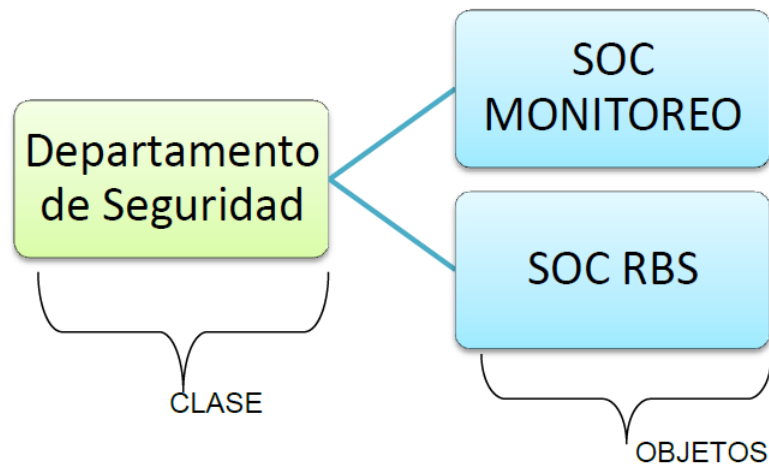 Departamento
de Seguridad
SOC
MONITOREO
SOC RBS
CLASE
OBJETOS